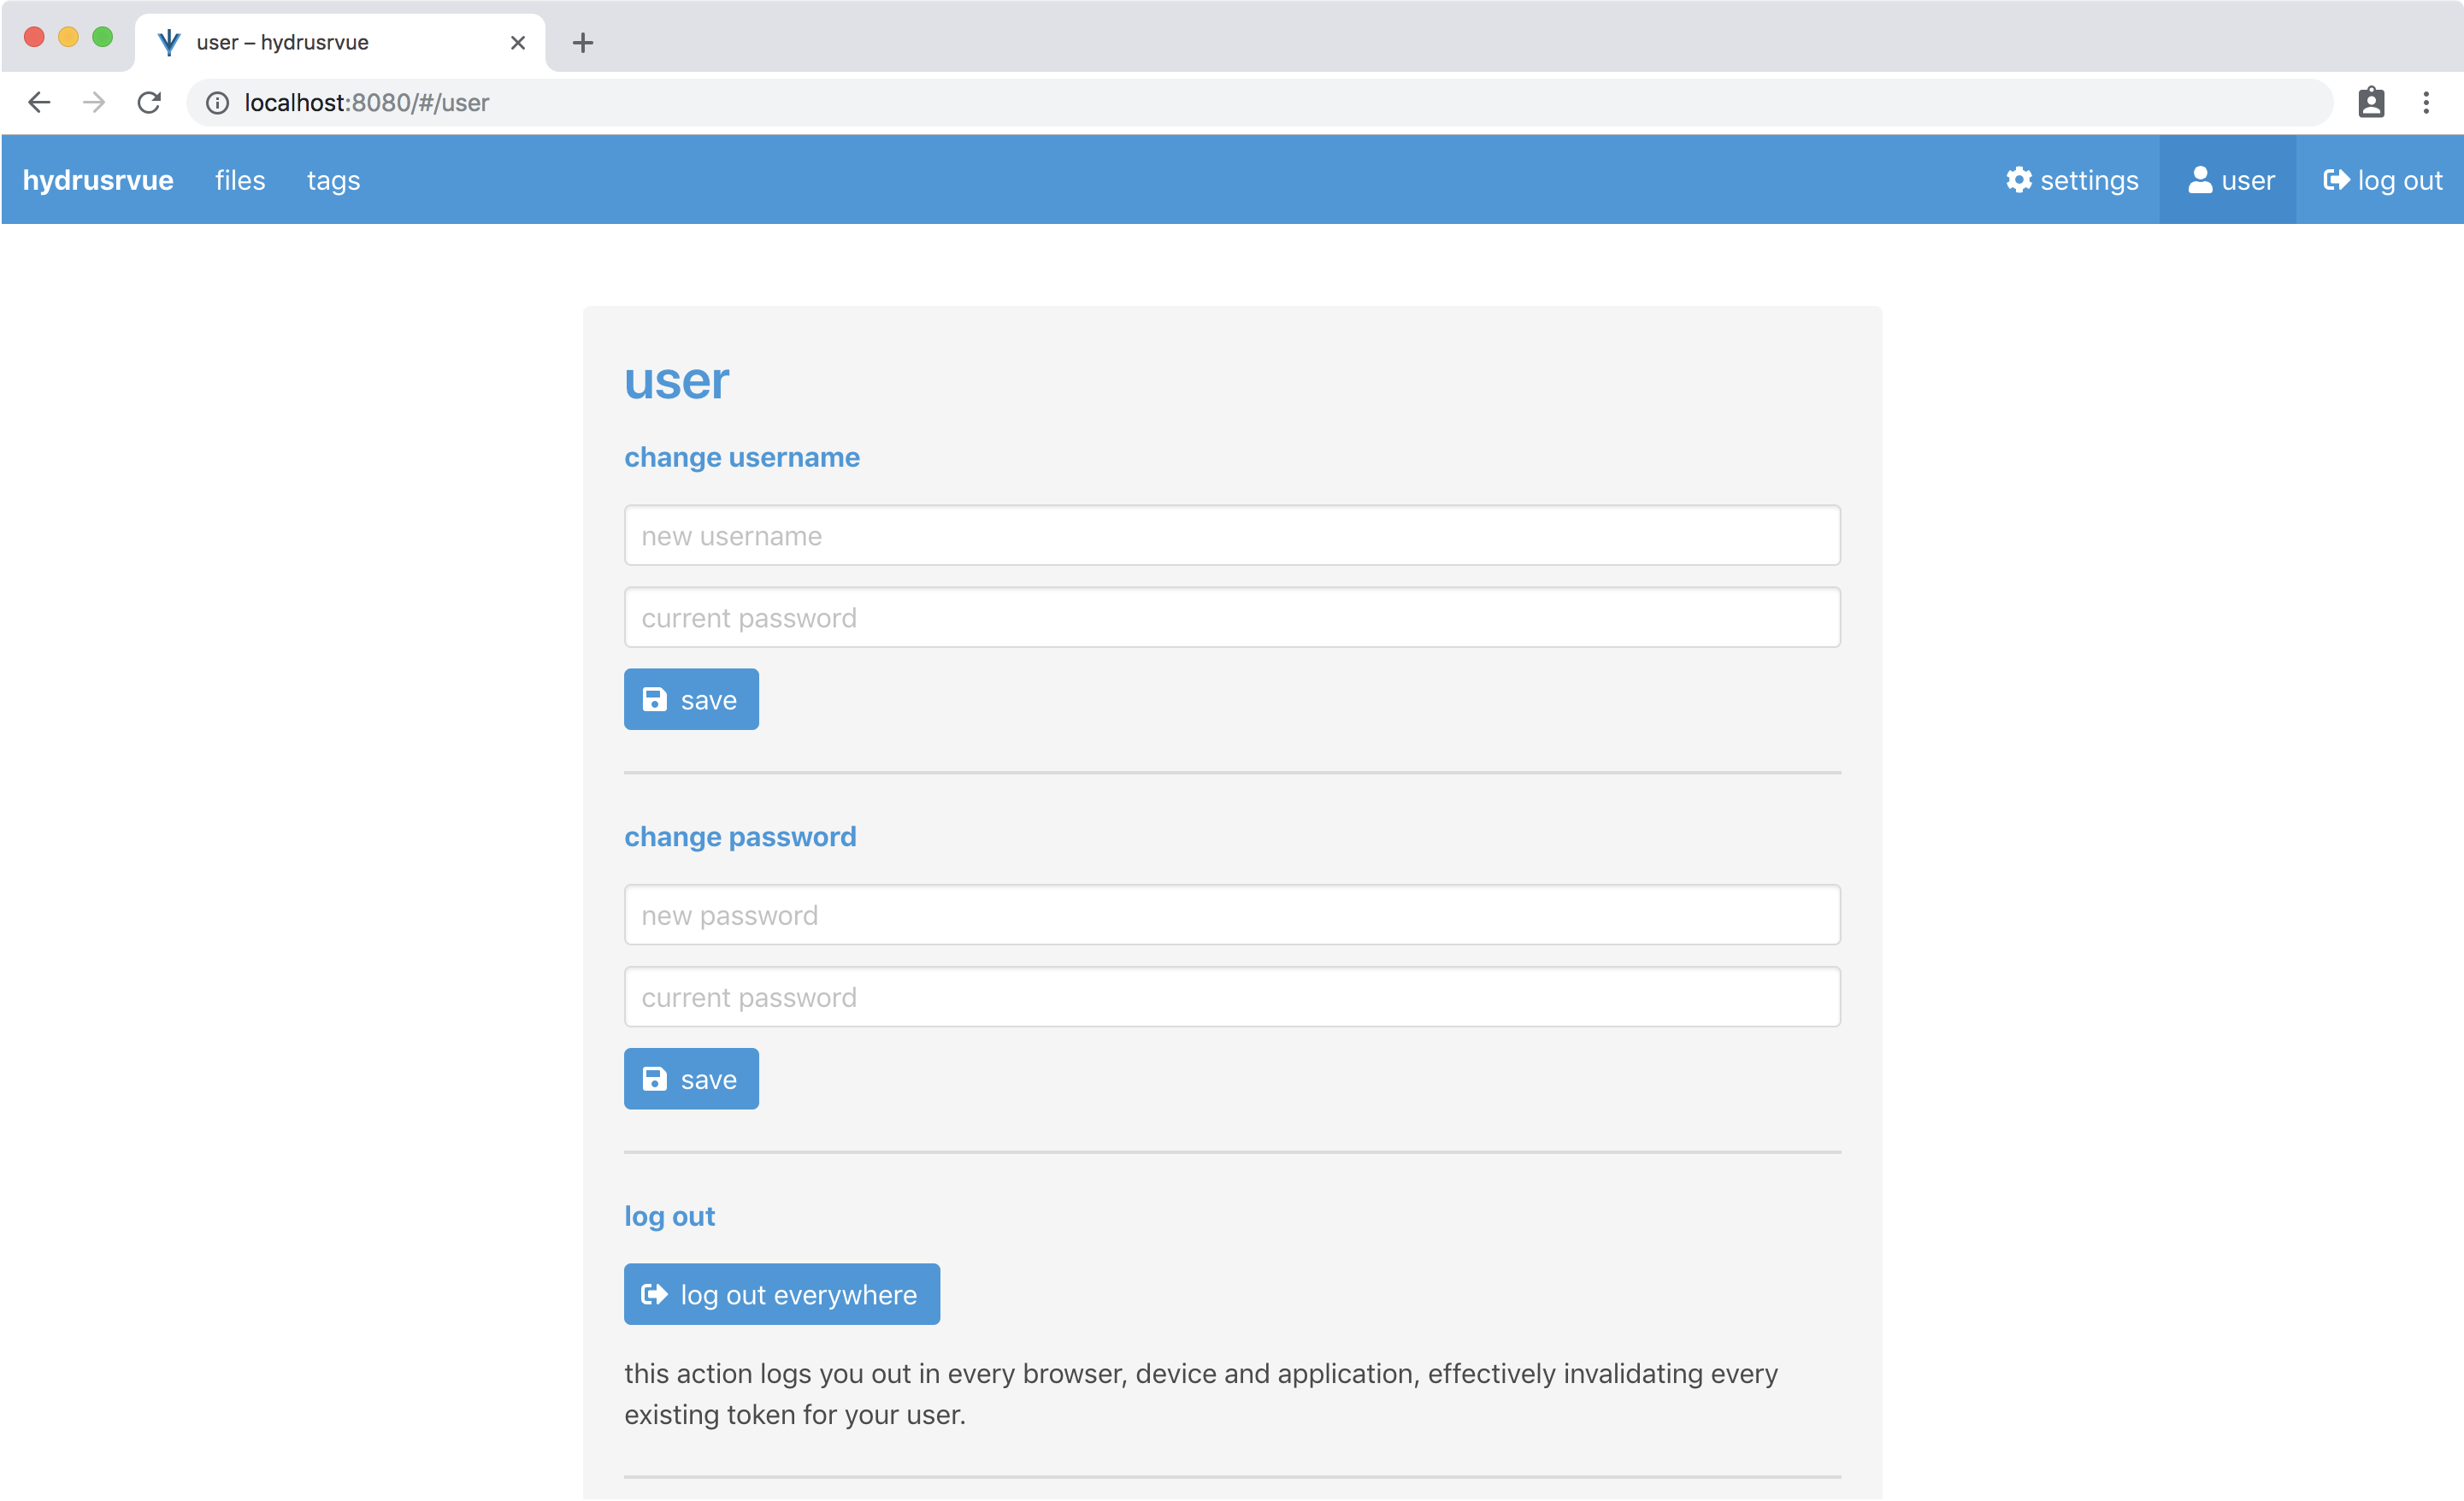 user – hydrusrvue
localhost:8080/#/user
hydrusrvue files tags settings user log out
user
change username
new username
current password
save
change password
new password
current password
save
log out
log out everywhere
this action logs you out in every browser, device and application, effectively invalidating every
existing token for your user.